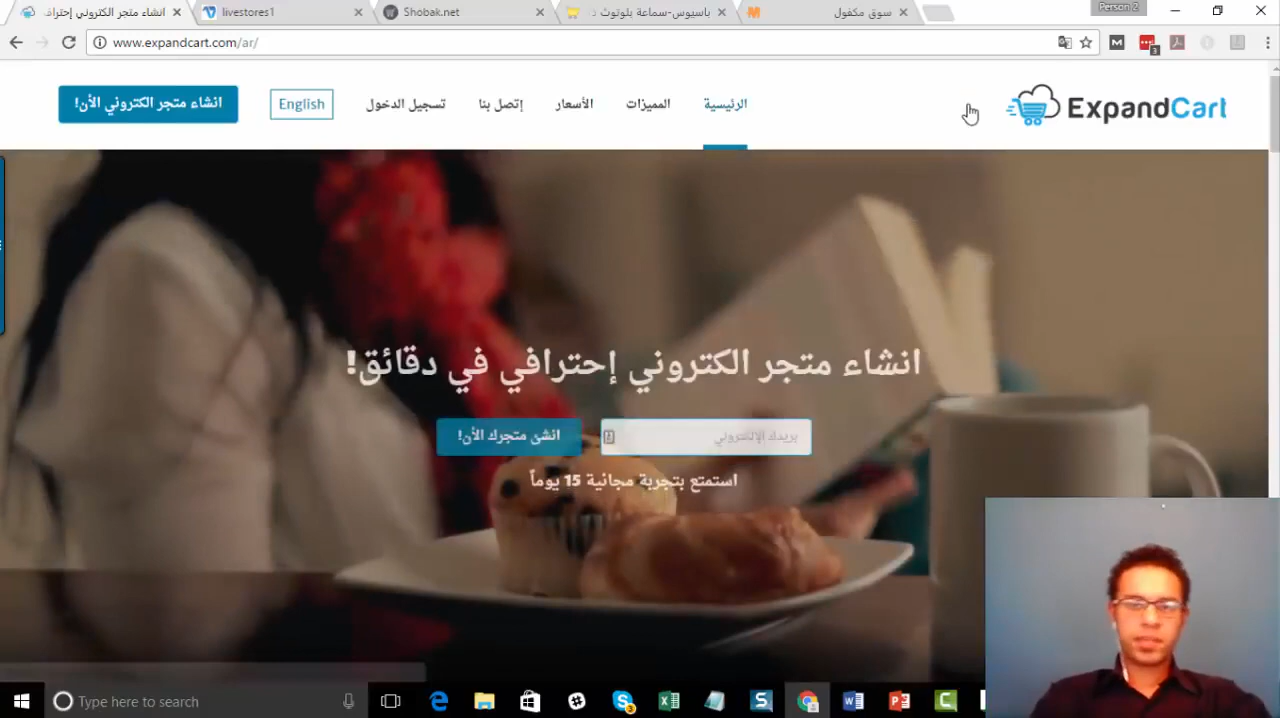 انشاء متجر الكتروني إحتراف
livestores1
Shobak.net
باسيوس-سماعة بلوتوث د
سوق مكفول
Person 2
www.expandcart.com/ar/
3
ExpandCart
الرئيسية
المميزات
الأسعار
إتصل بنا
تسجيل الدخول
English
انشاء متجر الكتروني الأن!
انشاء متجر الكتروني إحترافي في دقائق!
بريدك الإلكتروني
انشئ متجرك الأن!
استمتع بتجربة مجانية 15 يوماً
Type here to search